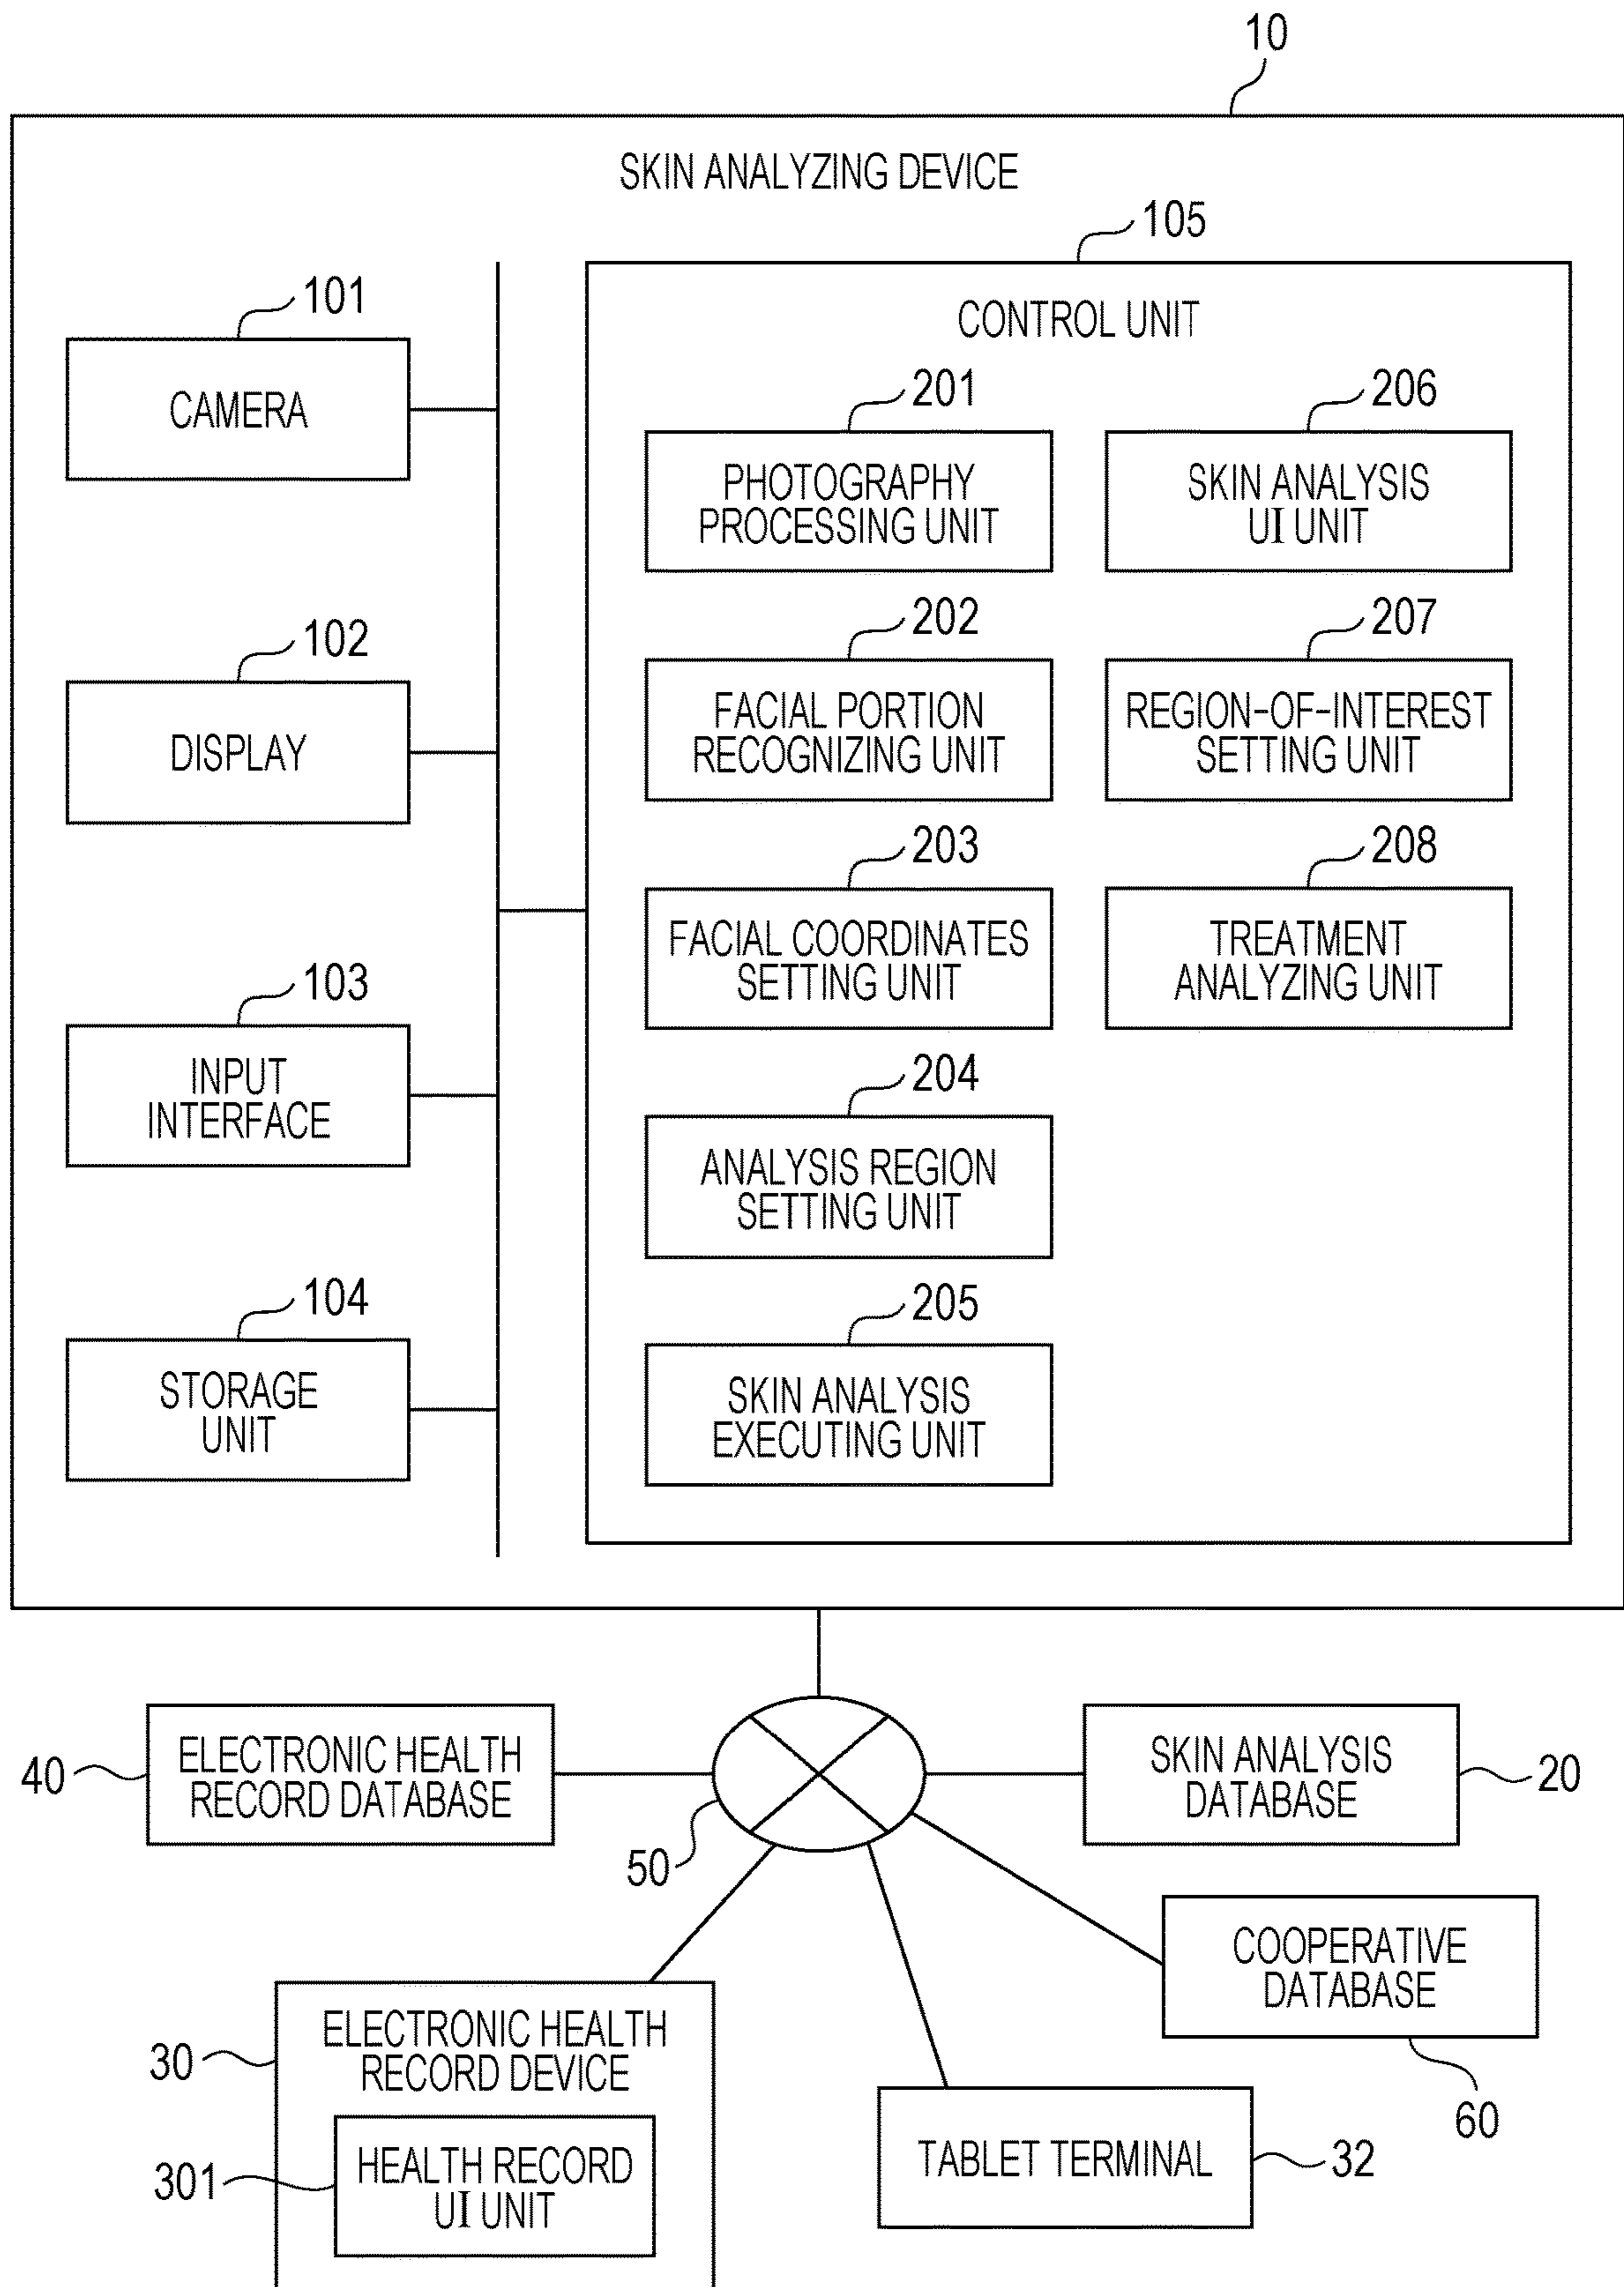 10
SKIN ANALYZING DEVICE
105
CONTROL UNIT
101
CAMERA
102
DISPLAY
103
INPUT
INTERFACE
104
STORAGE
UNIT
201
PHOTOGRAPHY
PROCESSING UNIT
202
FACIAL PORTION
RECOGNIZING UNIT
203
FACIAL COORDINATES
SETTING UNIT
204
ANALYSIS REGION
SETTING UNIT
205
SKIN ANALYSIS
EXECUTING UNIT
206
SKIN ANALYSIS
UI UNIT
207
REGION-OF-INTEREST
SETTING UNIT
208
TREATMENT
ANALYZING UNIT
40
ELECTRONIC HEALTH
RECORD DATABASE
50
SKIN ANALYSIS
DATABASE
20
COOPERATIVE
DATABASE
60
30
ELECTRONIC HEALTH
RECORD DEVICE
301
HEALTH RECORD
UI UNIT
TABLET TERMINAL
32